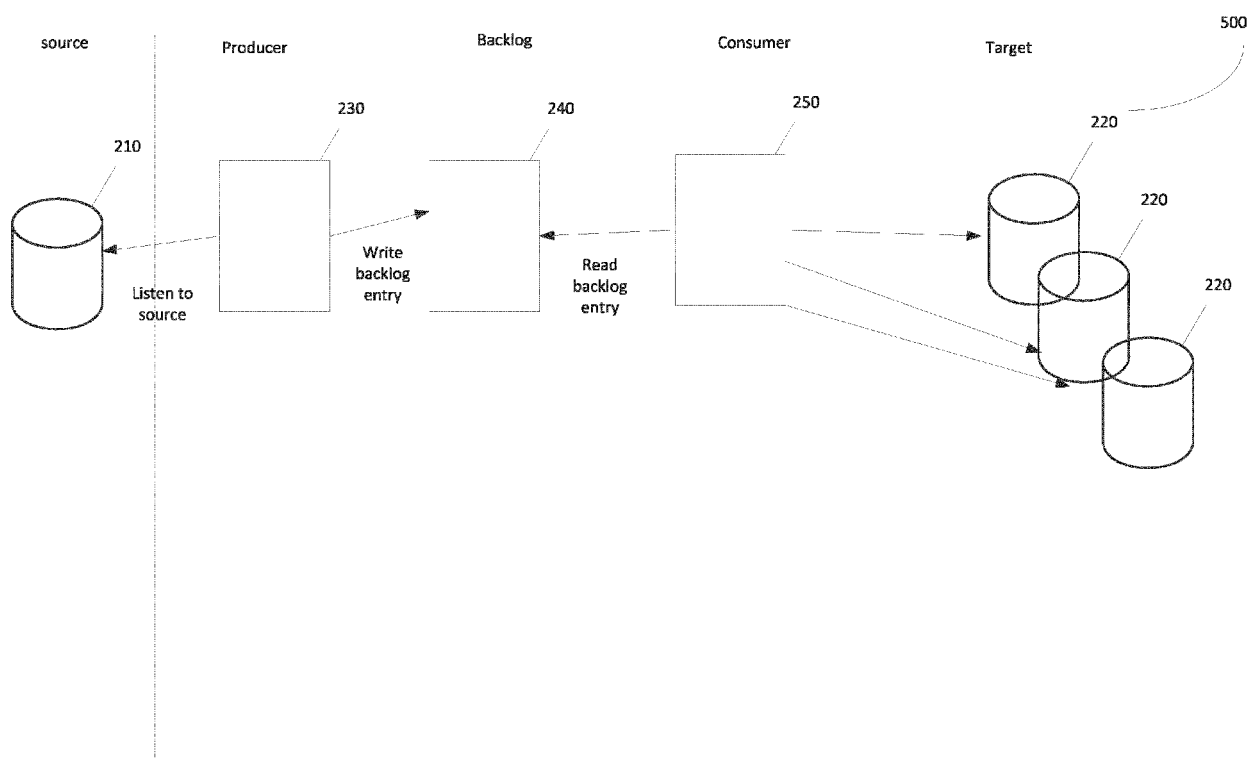 source
Producer
Backlog
Consumer
Target
500
210
230
240
250
220
220
220
Listen to
source
Write
backlog
entry
Read
backlog
entry